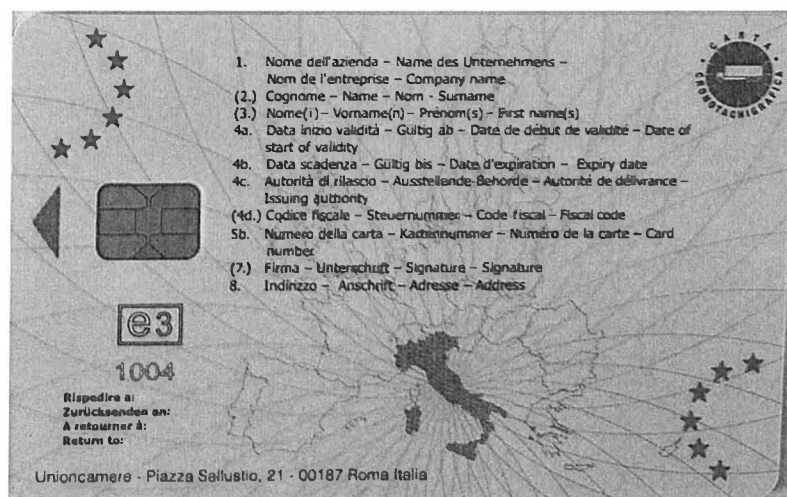 CARTA
CRONOTACHIGRAFICA
1. Nome dell'azienda – Name des Unternehmens –
Nom de l'entreprise – Company name
(2.) Cognome – Name – Nom - Surname
(3.) Nome(i) – Vorname(n) – Prénom(s) – First name(s)
4a. Data inizio validità – Gültig ab – Date de début de validité – Date of
start of validity
4b. Data scadenza – Gültig bis – Date d'expiration – Expiry date
4c. Autorità di rilascio – Ausstellende-Behörde – Autorité de délivrance –
Issuing authority
(4d.) Codice fiscale – Steuernummer – Code fiscal – Fiscal code
5b. Numero della carta – Kartennummer – Numéro de la carte – Card
number
(7.) Firma – Unterschrift – Signature – Signature
8. Indirizzo – Anschrift – Adresse – Address
e3
1004
Rispedire a:
Zurücksenden an:
A retourner à:
Return to:
Unioncamere - Piazza Sallustio, 21 - 00187 Roma Italia